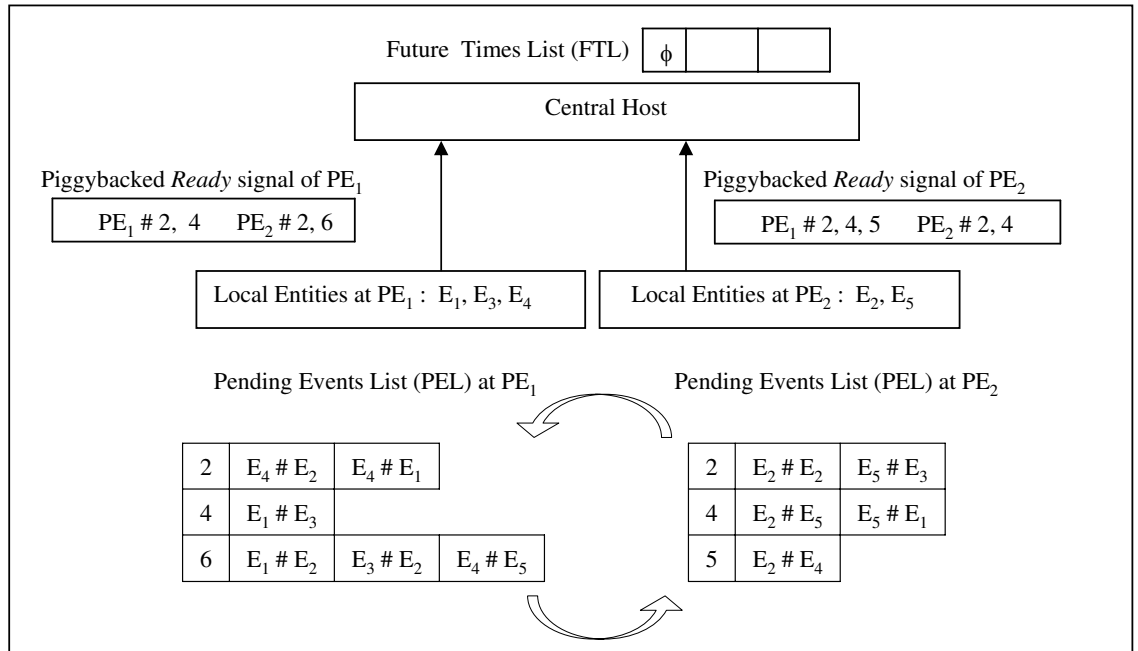 Future Times List (FTL) ϕ
Central Host
Piggybacked Ready signal of PE₁
Piggybacked Ready signal of PE₂
PE₁ # 2, 4 PE₂ # 2, 6
PE₁ # 2, 4, 5 PE₂ # 2, 4
Local Entities at PE₁ : E₁, E₃, E₄
Local Entities at PE₂ : E₂, E₅
Pending Events List (PEL) at PE₁
Pending Events List (PEL) at PE₂
2 E₄ # E₂ E₄ # E₁
4 E₁ # E₃
6 E₁ # E₂ E₃ # E₂ E₄ # E₅
2 E₂ # E₂ E₅ # E₃
4 E₂ # E₅ E₅ # E₁
5 E₂ # E₄